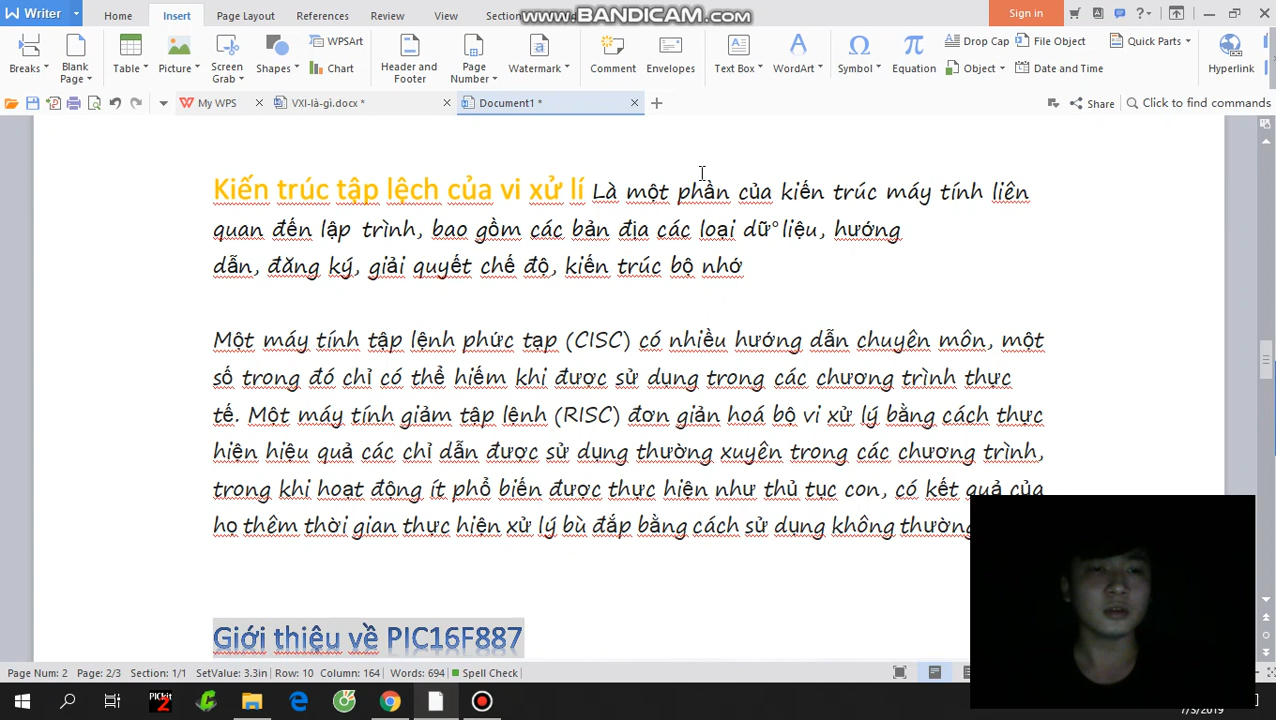 Writer Home Insert Page Layout References Review View Section www.BANDICAM.com Sign in
Breaks Blank Page Table Picture Screen Grab Shapes WPSArt Chart Header and Footer Page Number Watermark Comment Envelopes Text Box WordArt Symbol Equation Drop Cap Object File Object Date and Time Quick Parts Hyperlink
My WPS VXI-là-gì.docx * Document1 * Share Click to find commands
Kiến trúc tập lệch của vi xử lí Là một phần của kiến trúc máy tính liên
quan đến lập trình, bao gồm các bản địa các loại dữ liệu, hướng
dẫn, đăng ký, giải quyết chế độ, kiến trúc bộ nhớ
Một máy tính tập lệnh phức tạp (CISC) có nhiều hướng dẫn chuyên môn, một
số trong đó chỉ có thể hiếm khi được sử dụng trong các chương trình thực
tế. Một máy tính giảm tập lệnh (RISC) đơn giản hoá bộ vi xử lý bằng cách thực
hiện hiệu quả các chỉ dẫn được sử dụng thường xuyên trong các chương trình,
trong khi hoạt đông ít phổ biến được thực hiện như thủ tục con, có kết quả của
họ thêm thời gian thực hiện xử lý bù đắp bằng cách sử dụng không thường
Giới thiệu về PIC16F887
Page Num: 2 Page: 2/3 Section: 1/1 SetValue: 3.3in Row: 10 Column: 164 Words: 694 Spell Check
PICkit 2
7/3/2019